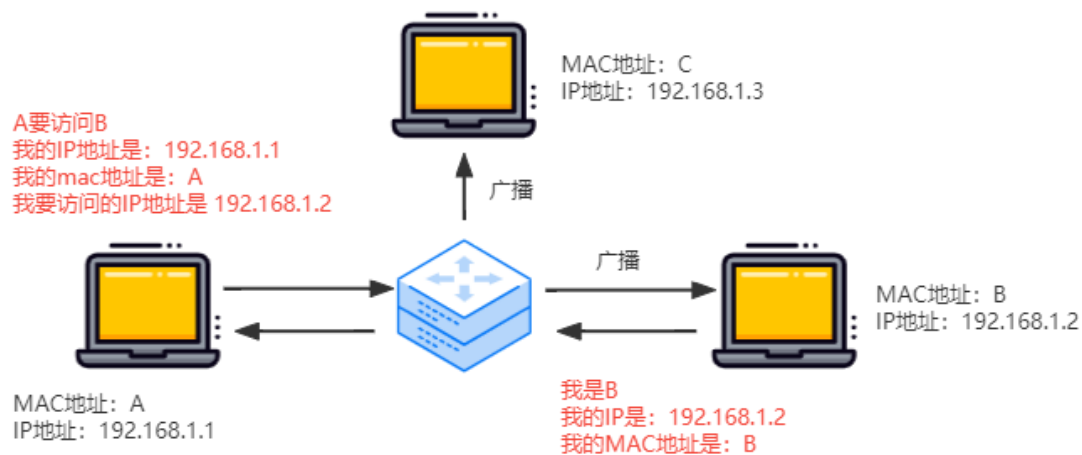 MAC地址：C
IP地址：192.168.1.3
A要访问B
我的IP地址是：192.168.1.1
我的mac地址是：A
我要访问的IP地址是 192.168.1.2
广播
广播
MAC地址：B
IP地址：192.168.1.2
我是B
我的IP是：192.168.1.2
我的MAC地址是：B
MAC地址：A
IP地址：192.168.1.1